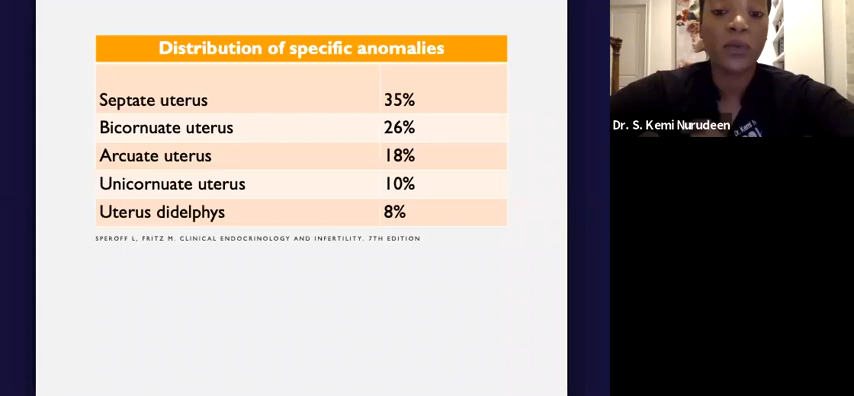 Distribution of specific anomalies
Septate uterus 35%
Bicornuate uterus 26%
Arcuate uterus 18%
Unicornuate uterus 10%
Uterus didelphys 8%
SPEROFF L, FRITZ M. CLINICAL ENDOCRINOLOGY AND INFERTILITY. 7TH EDITION
Dr. S. Kemi Nurudeen